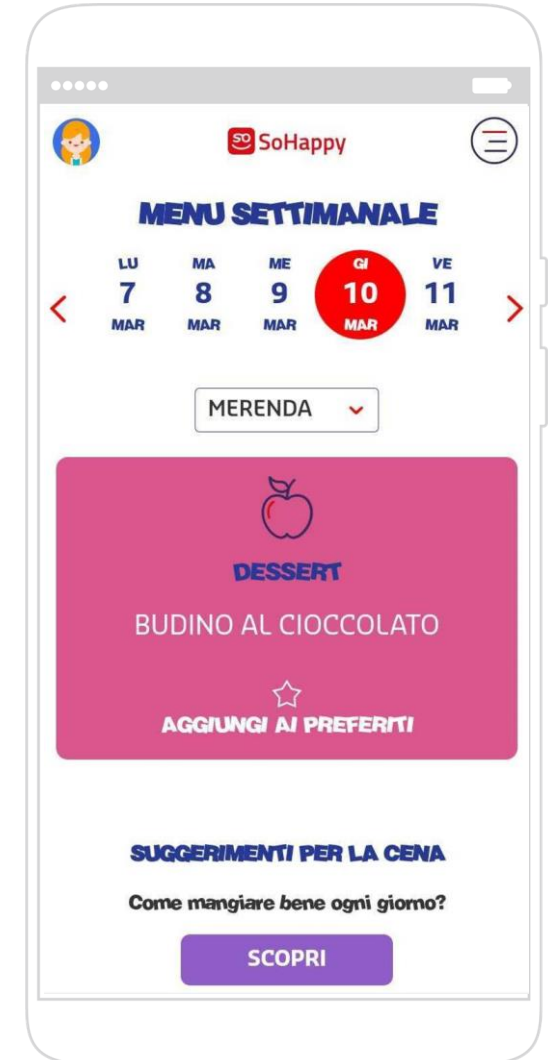 SO SoHappy
MENU SETTIMANALE
LU MA ME GI VE
7 8 9 10 11
MAR MAR MAR MAR MAR
MERENDA
DESSERT
BUDINO AL CIOCCOLATO
AGGIUNGI AI PREFERITI
SUGGERIMENTI PER LA CENA
Come mangiare bene ogni giorno?
SCOPRI